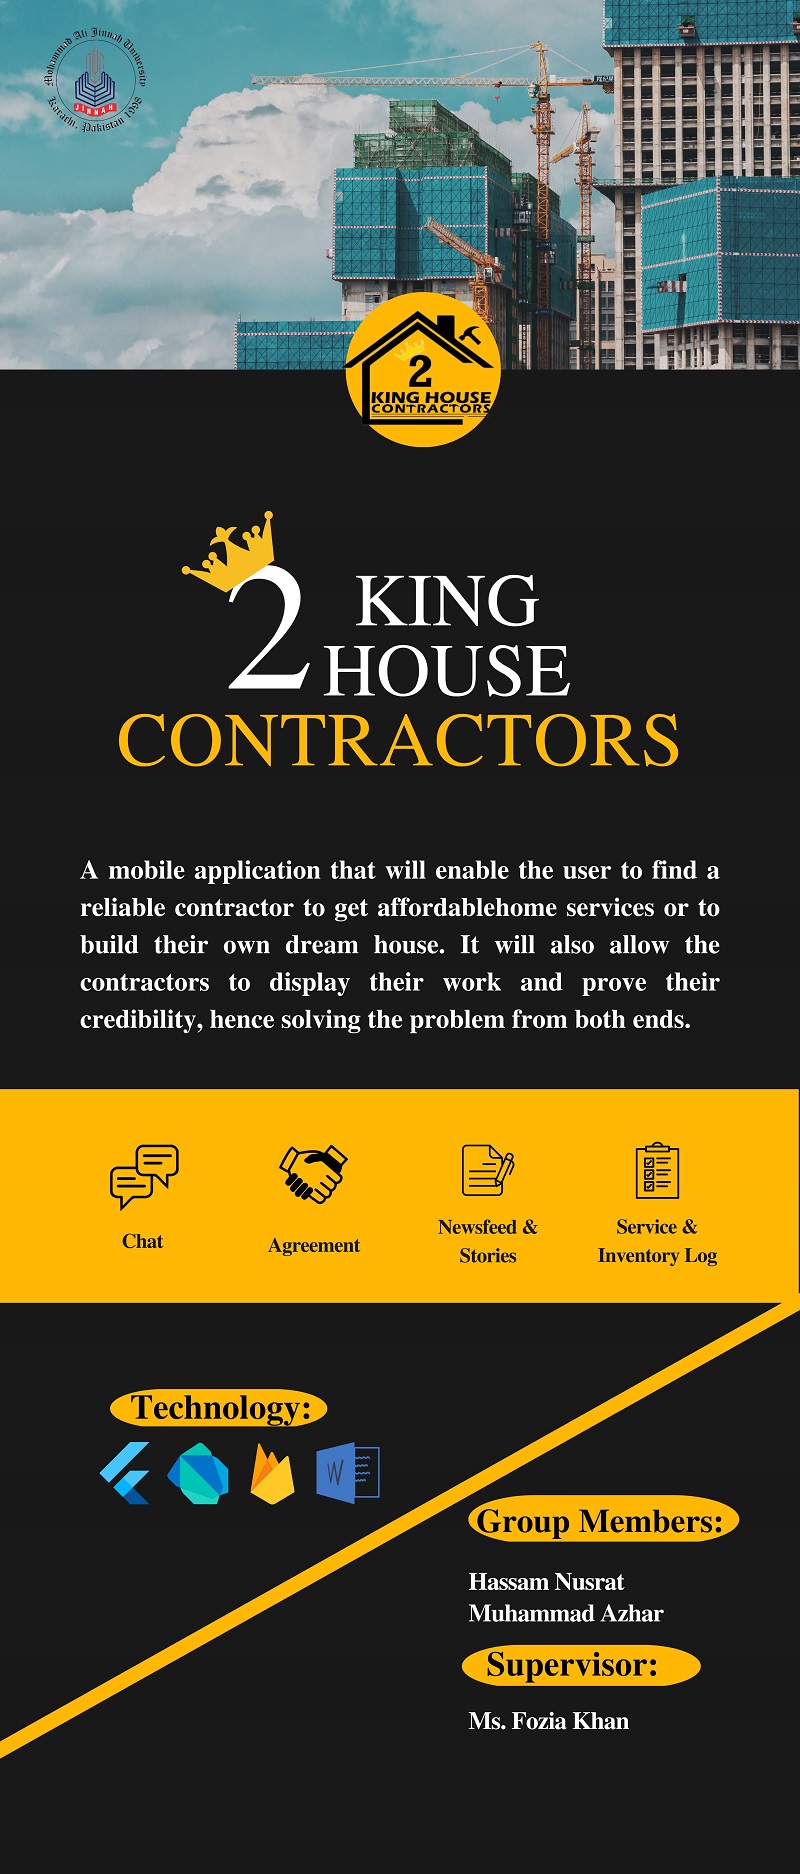 Mohammad Ali Jinnah University
JINNAH
Karachi, Pakistan 1998
2
KING HOUSE
CONTRACTORS
2 KING
HOUSE
CONTRACTORS
A mobile application that will enable the user to find a
reliable contractor to get affordablehome services or to
build their own dream house. It will also allow the
contractors to display their work and prove their
credibility, hence solving the problem from both ends.
Chat
Agreement
Newsfeed &
Stories
Service &
Inventory Log
Technology:
W
Group Members:
Hassam Nusrat
Muhammad Azhar
Supervisor:
Ms. Fozia Khan